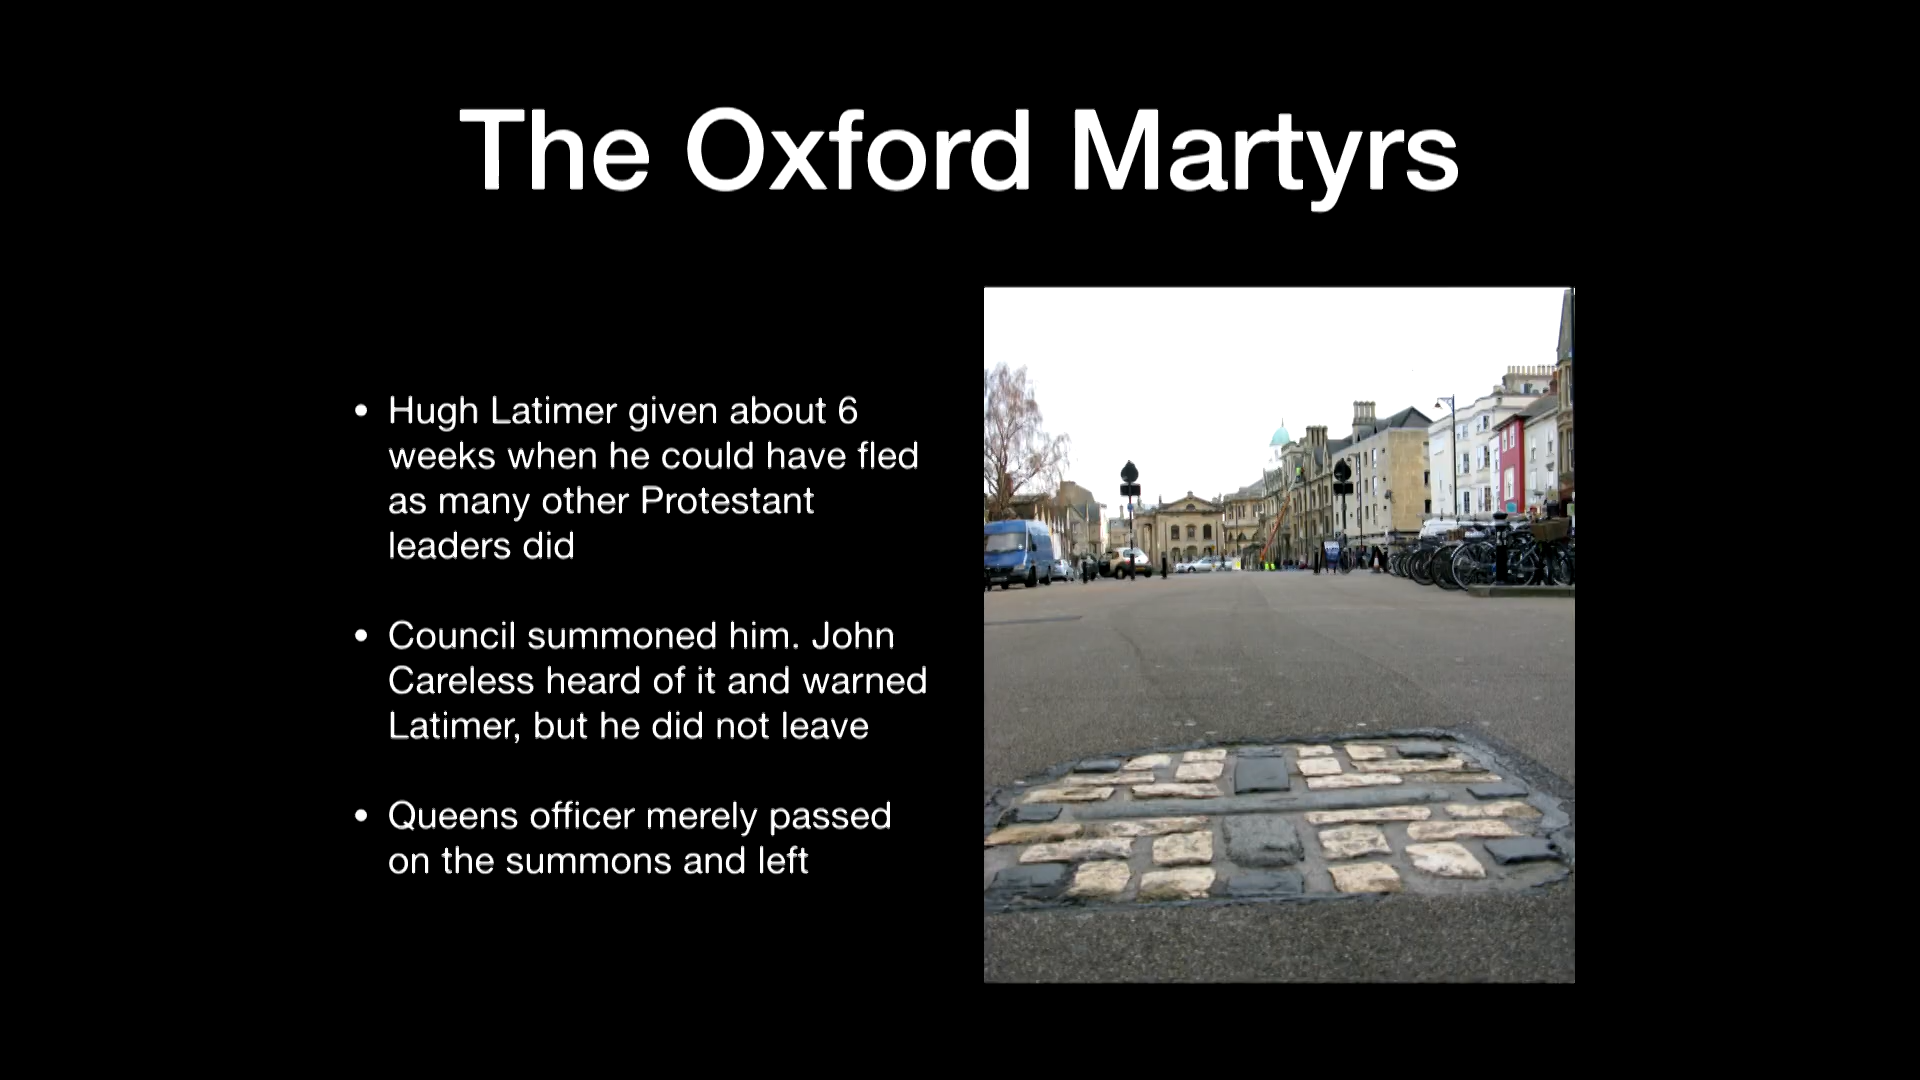 The Oxford Martyrs
• Hugh Latimer given about 6
weeks when he could have fled
as many other Protestant
leaders did
• Council summoned him. John
Careless heard of it and warned
Latimer, but he did not leave
• Queens officer merely passed
on the summons and left